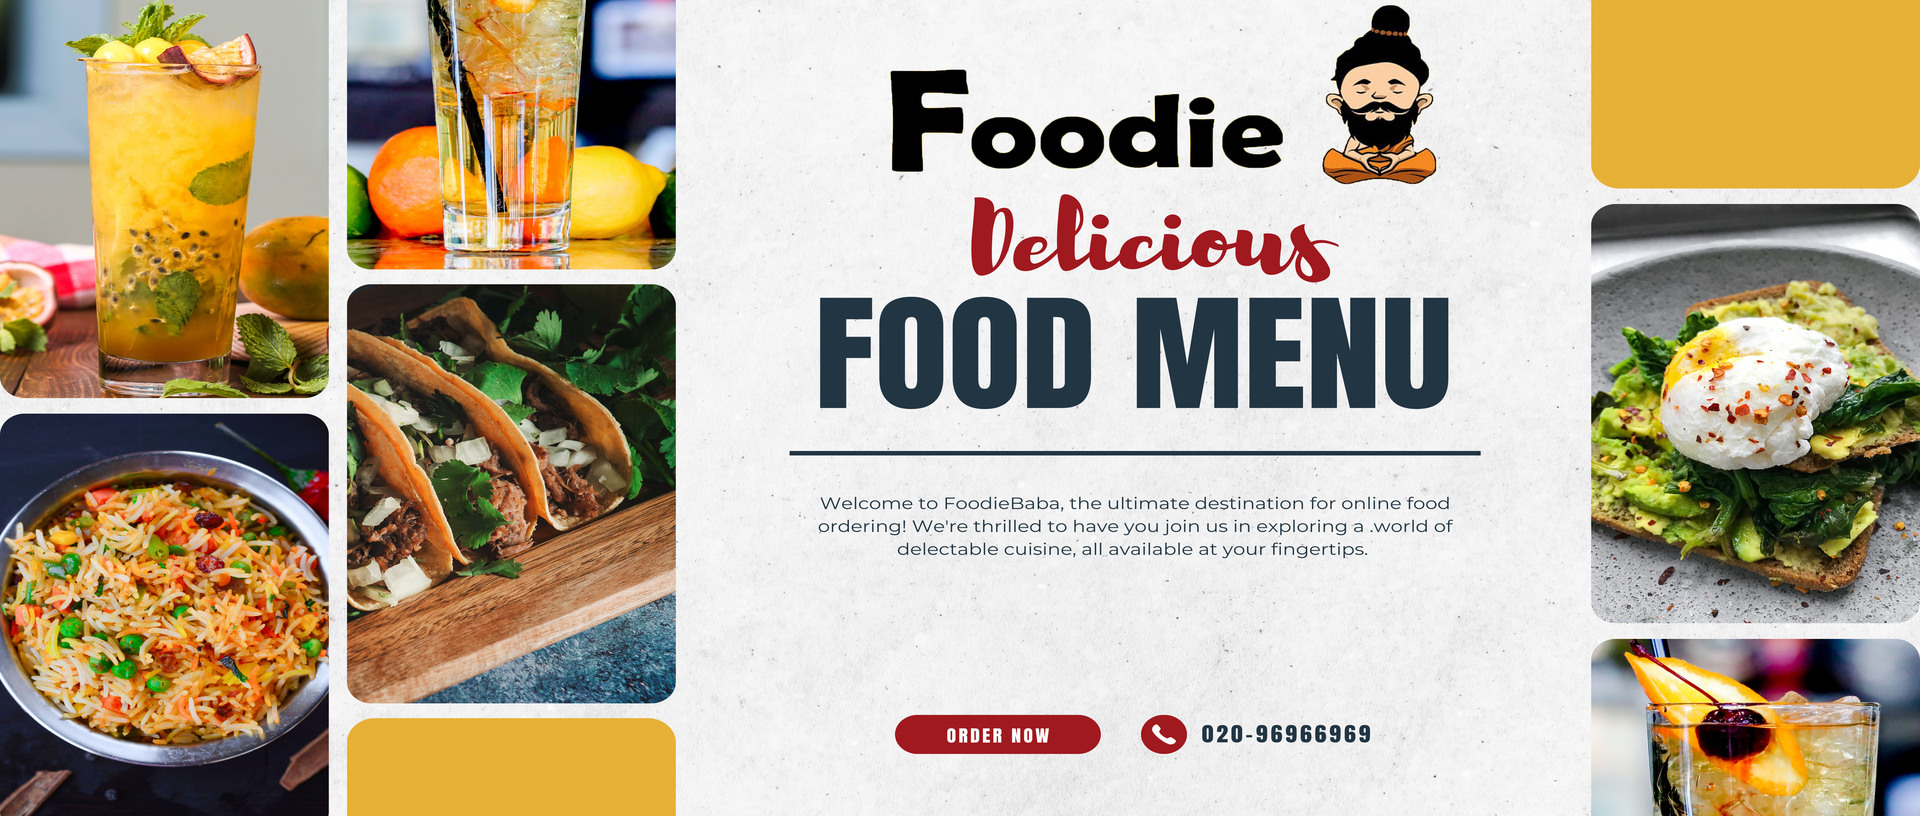 Foodie
Delicious
FOOD MENU
Welcome to FoodieBaba, the ultimate destination for online food
ordering! We're thrilled to have you join us in exploring a .world of
delectable cuisine, all available at your fingertips.
ORDER NOW
020-96966969